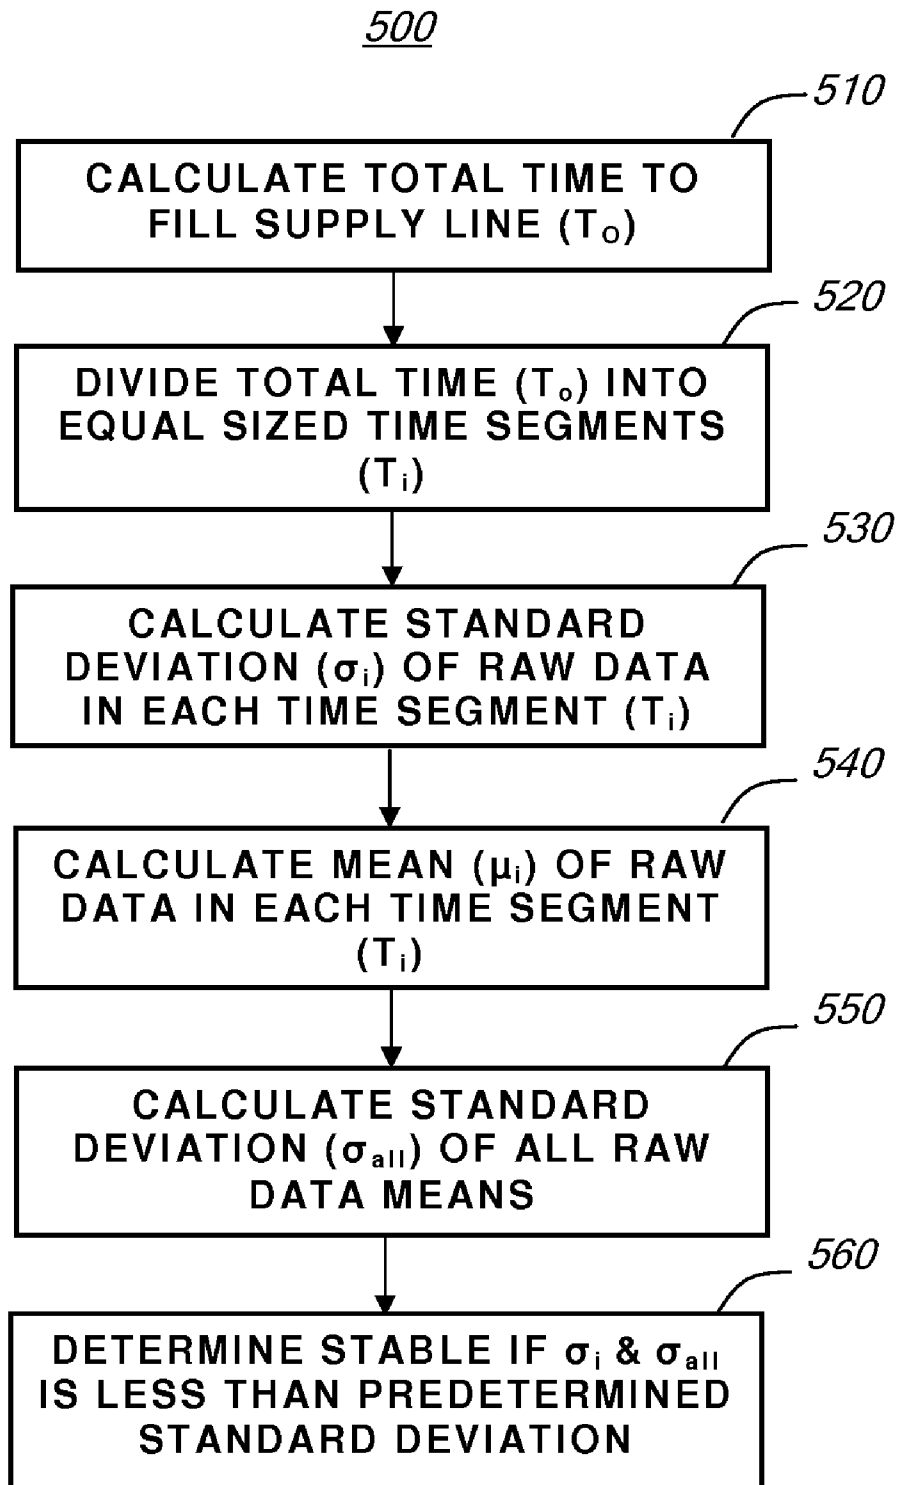 500
510
CALCULATE TOTAL TIME TO
FILL SUPPLY LINE (To)
520
DIVIDE TOTAL TIME (To) INTO
EQUAL SIZED TIME SEGMENTS
(Ti)
530
CALCULATE STANDARD
DEVIATION (σi) OF RAW DATA
IN EACH TIME SEGMENT (Ti)
540
CALCULATE MEAN (μi) OF RAW
DATA IN EACH TIME SEGMENT
(Ti)
550
CALCULATE STANDARD
DEVIATION (σall) OF ALL RAW
DATA MEANS
560
DETERMINE STABLE IF σi & σall
IS LESS THAN PREDETERMINED
STANDARD DEVIATION